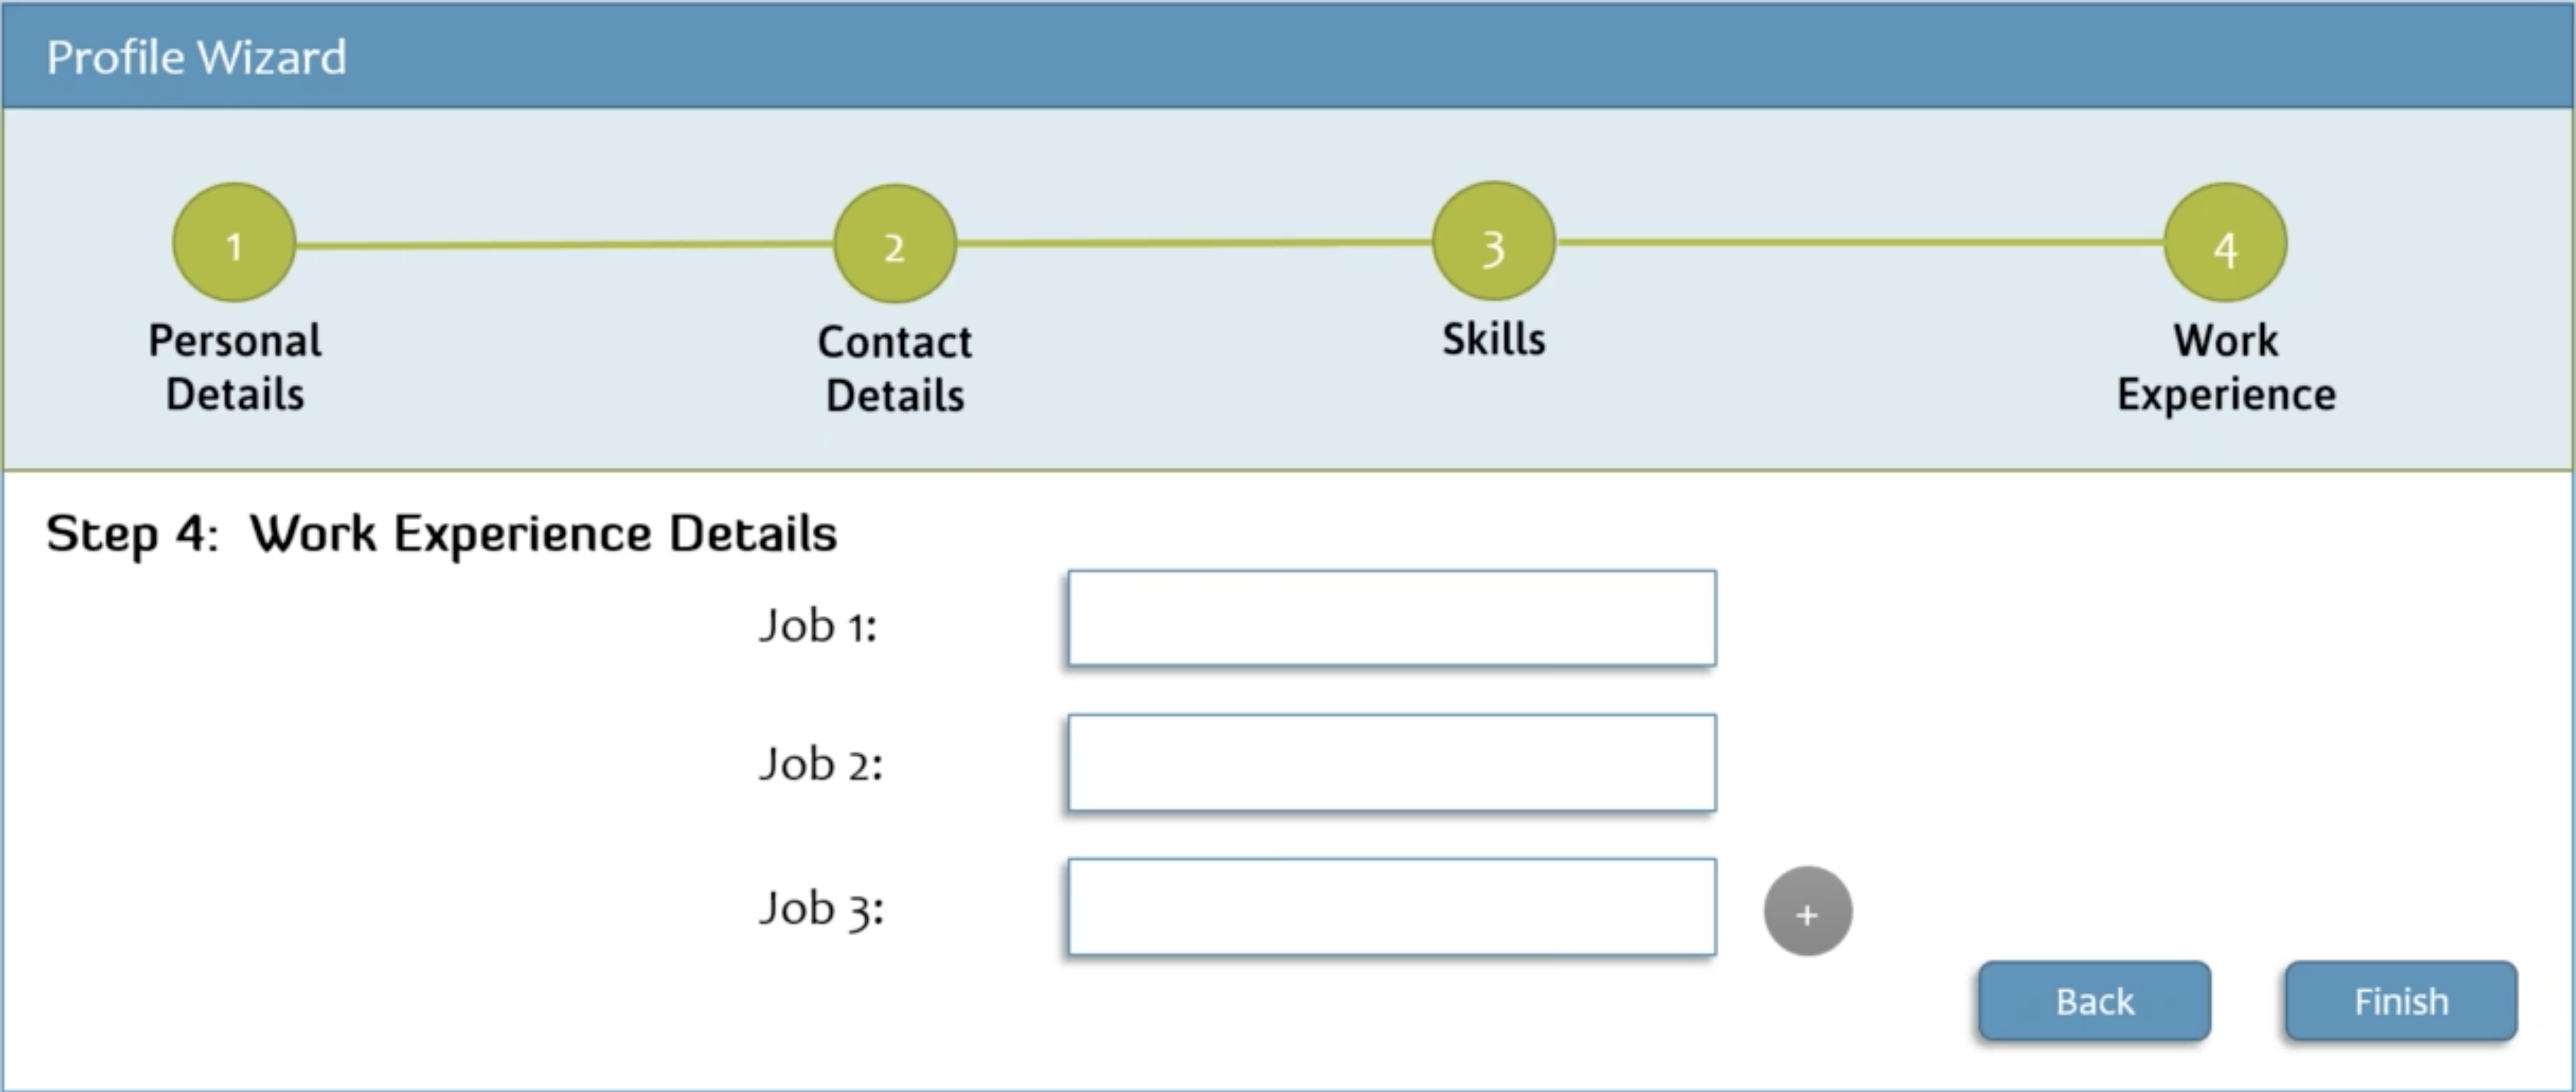 Profile Wizard
1
2
3
4
Personal
Details
Contact
Details
Skills
Work
Experience
Step 4: Work Experience Details
Job 1:
Job 2:
Job 3:
+
Back
Finish